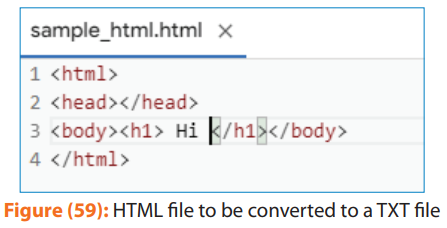 sample_html.html ×
1 <html>
2 <head></head>
3 <body><h1> Hi </h1></body>
4 </html>
Figure (59): HTML file to be converted to a TXT file